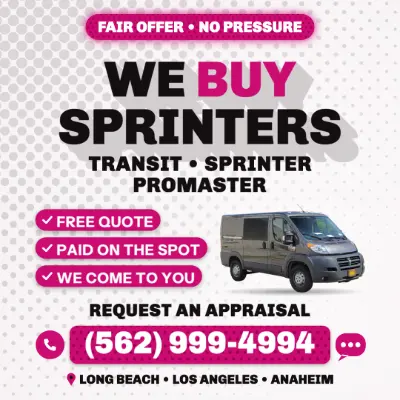 FAIR OFFER • NO PRESSURE
WE BUY
SPRINTERS
TRANSIT • SPRINTER
PROMASTER
FREE QUOTE
PAID ON THE SPOT
WE COME TO YOU
REQUEST AN APPRAISAL
(562) 999-4994
LONG BEACH • LOS ANGELES • ANAHEIM